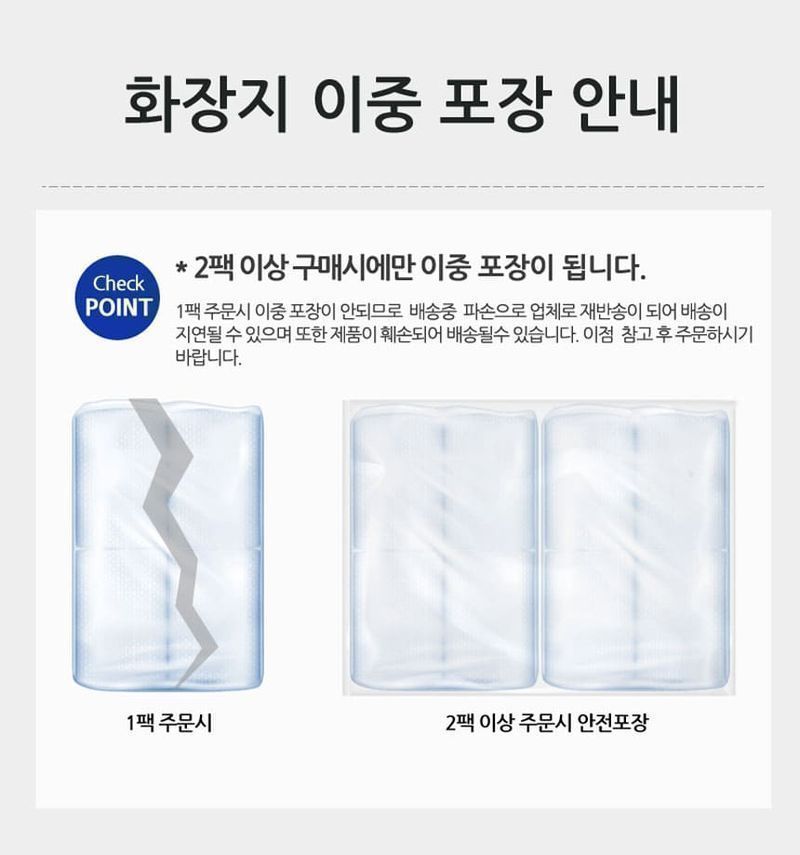 화장지 이중 포장 안내
Check
POINT
* 2팩 이상 구매시에만 이중 포장이 됩니다.
1팩 주문시 이중 포장이 안되므로 배송중 파손으로 업체로 재반송이 되어 배송이
지연될 수 있으며 또한 제품이 훼손되어 배송될수 있습니다. 이점 참고 후 주문하시기
바랍니다.
1팩 주문시
2팩 이상 주문시 안전포장